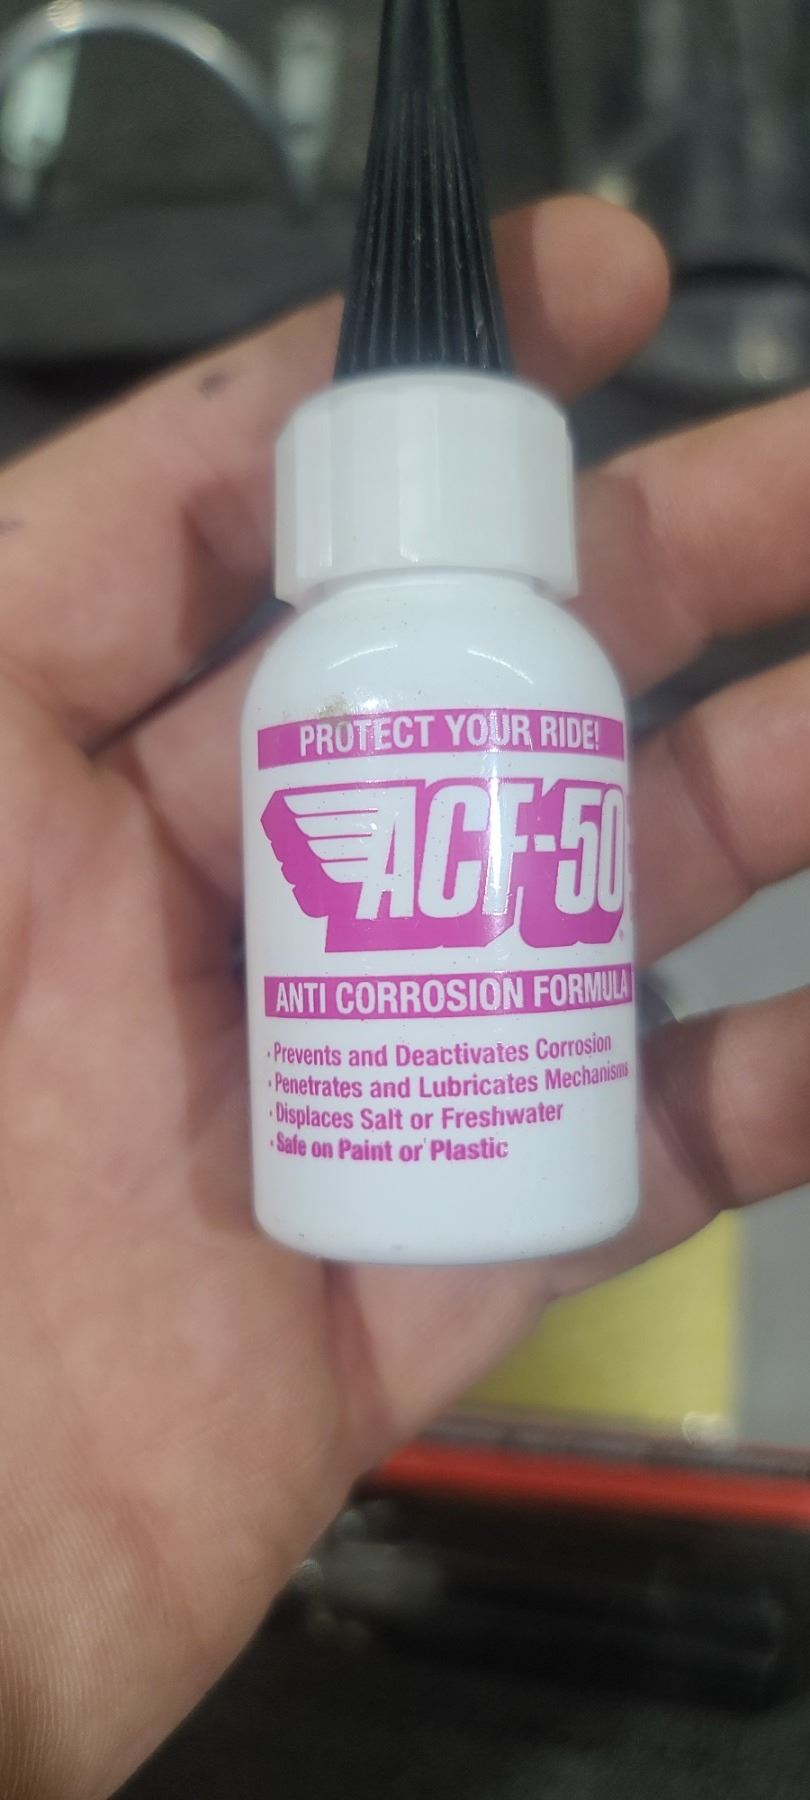 PROTECT YOUR RIDE!
ACF-50
ANTI CORROSION FORMULA
· Prevents and Deactivates Corrosion
· Penetrates and Lubricates Mechanisms
· Displaces Salt or Freshwater
· Safe on Paint or Plastic